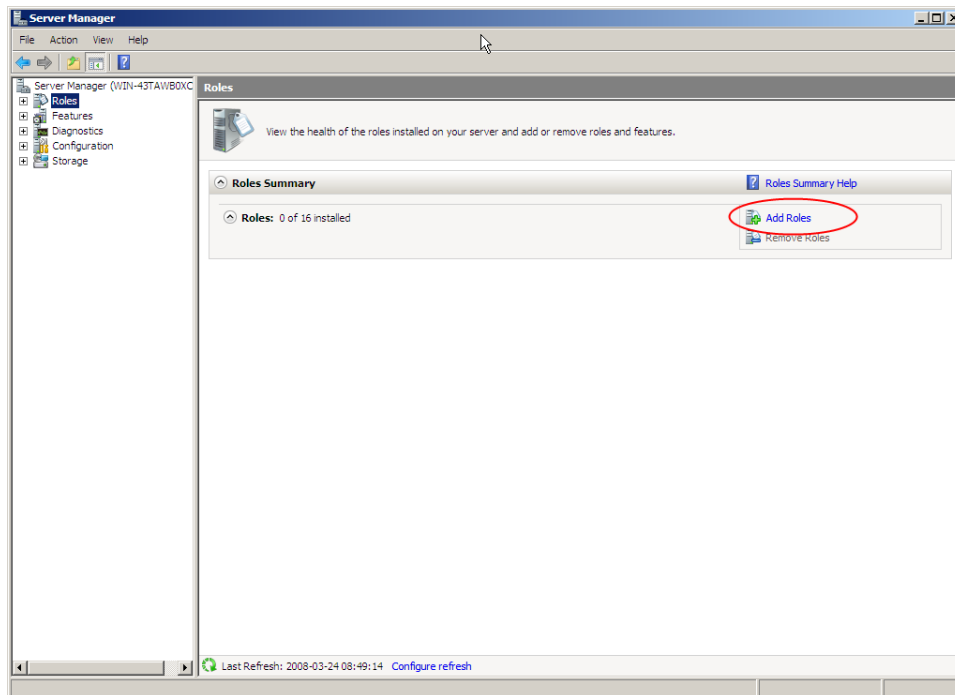 Server Manager
File Action View Help
Server Manager (WIN-43TAWB0XC
Roles
Features
Diagnostics
Configuration
Storage
Roles
View the health of the roles installed on your server and add or remove roles and features.
Roles Summary
Roles Summary Help
Roles: 0 of 16 installed
Add Roles
Remove Roles
Last Refresh: 2008-03-24 08:49:14 Configure refresh